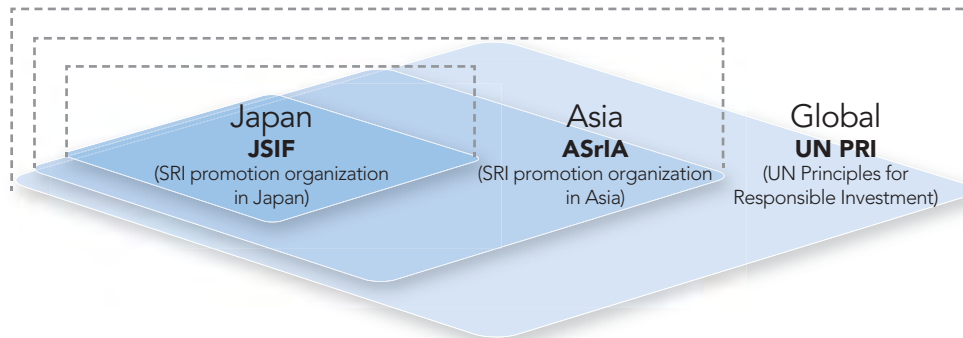 Japan
JSIF
(SRI promotion organization
in Japan)
Asia
ASrIA
(SRI promotion organization
in Asia)
Global
UN PRI
(UN Principles for
Responsible Investment)